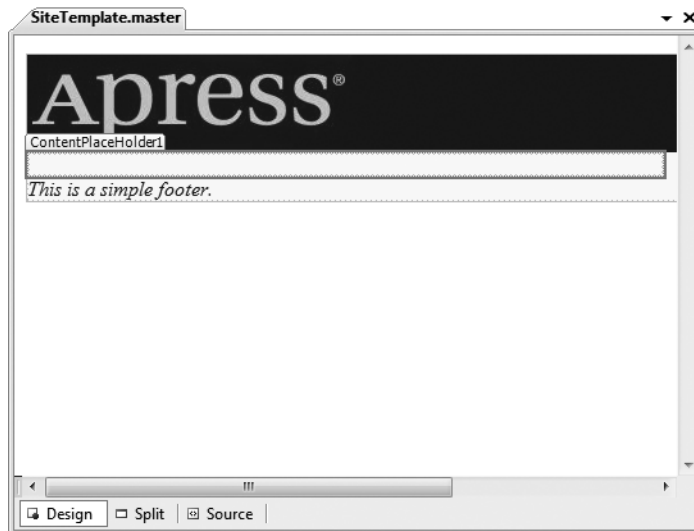 SiteTemplate.master
Apress®
ContentPlaceHolder1
This is a simple footer.
Design Split Source